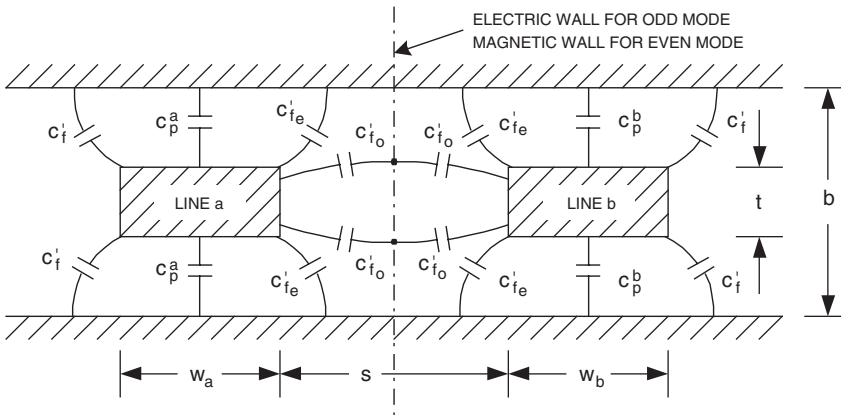 ELECTRIC WALL FOR ODD MODE
MAGNETIC WALL FOR EVEN MODE
c'f c^a_p c'fe c'fo c'fo c'fe c^b_p c'f
LINE a LINE b t b
c'f c^a_p c'fe c'fo c'fo c'fe c^b_p c'f
wa s wb